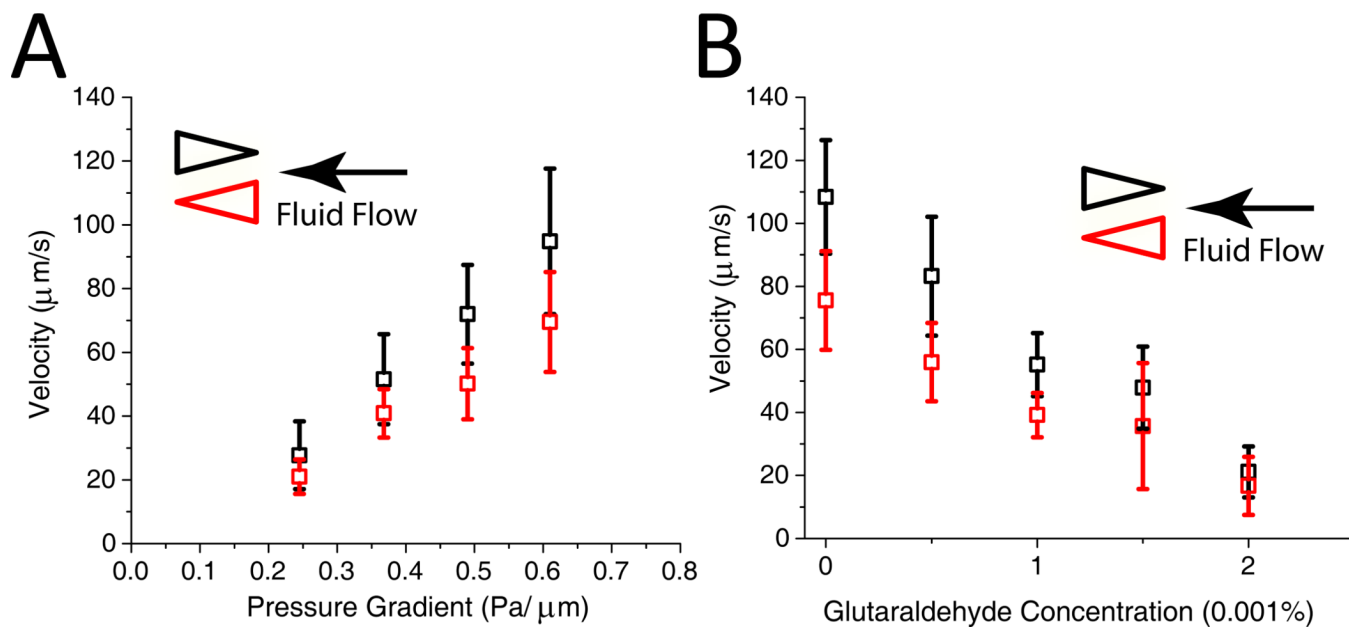 A
140
120
100
80
60
40
20
0
Velocity (μm/s)
Fluid Flow
0.0 0.1 0.2 0.3 0.4 0.5 0.6 0.7 0.8
Pressure Gradient (Pa/μm)
B
140
120
100
80
60
40
20
0
Velocity (μm/s)
Fluid Flow
0 1 2
Glutaraldehyde Concentration (0.001%)